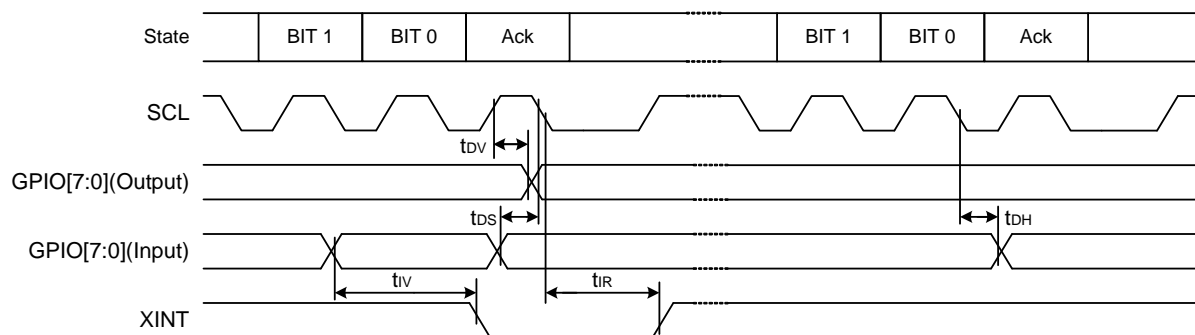 State BIT 1 BIT 0 Ack BIT 1 BIT 0 Ack
SCL
tDV
GPIO[7:0](Output)
tDS tDH
GPIO[7:0](Input)
tIV tIR
XINT